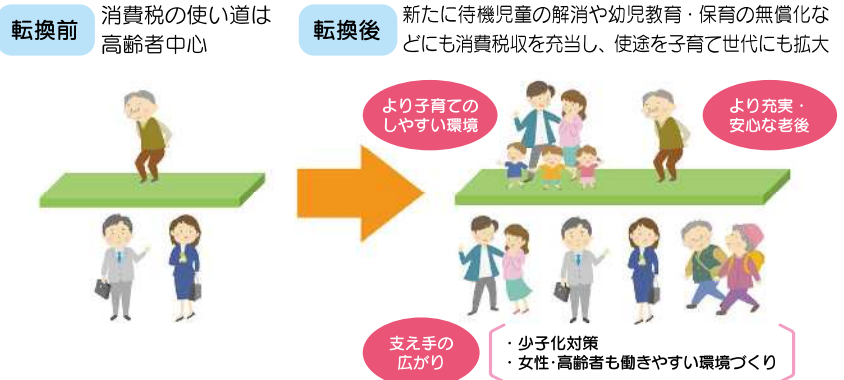 転換前
消費税の使い道は
高齢者中心
転換後
新たに待機児童の解消や幼児教育・保育の無償化な
どにも消費税収を充当し、使途を子育て世代にも拡大
より子育ての
しやすい環境
より充実・
安心な老後
支え手の
広がり
・少子化対策
・女性・高齢者も働きやすい環境づくり